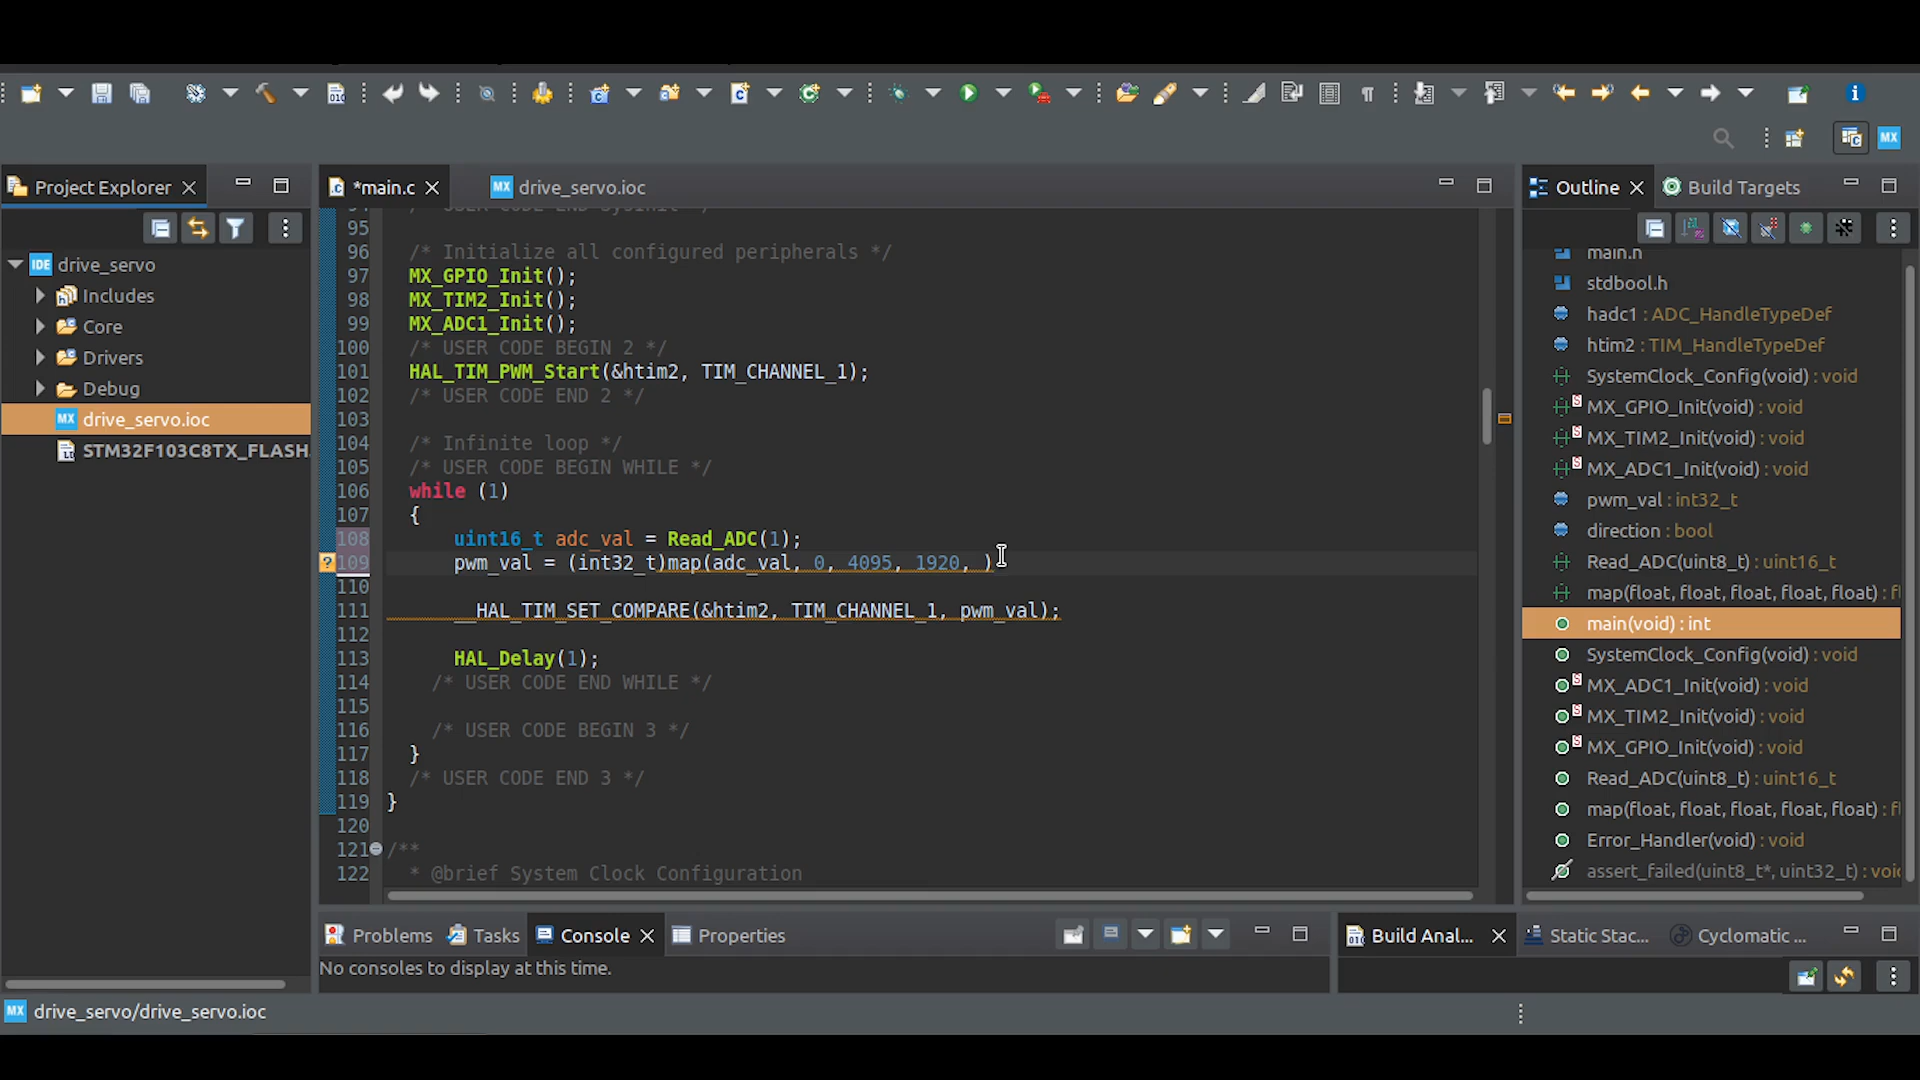 Project Explorer
*main.c
drive_servo.ioc
Outline
Build Targets
drive_servo
Includes
Core
Drivers
Debug
drive_servo.ioc
STM32F103C8TX_FLASH.
95
96 /* Initialize all configured peripherals */
97 MX_GPIO_Init();
98 MX_TIM2_Init();
99 MX_ADC1_Init();
100 /* USER CODE BEGIN 2 */
101 HAL_TIM_PWM_Start(&htim2, TIM_CHANNEL_1);
102 /* USER CODE END 2 */
103
104 /* Infinite loop */
105 /* USER CODE BEGIN WHILE */
106 while (1)
107 {
108 uint16_t adc_val = Read_ADC(1);
109 pwm_val = (int32_t)map(adc_val, 0, 4095, 1920, )
110
111 __HAL_TIM_SET_COMPARE(&htim2, TIM_CHANNEL_1, pwm_val);
112
113 HAL_Delay(1);
114 /* USER CODE END WHILE */
115
116 /* USER CODE BEGIN 3 */
117 }
118 /* USER CODE END 3 */
119 }
120
121 /**
122 * @brief System Clock Configuration
main.h
stdbool.h
hadc1 : ADC_HandleTypeDef
htim2 : TIM_HandleTypeDef
SystemClock_Config(void) : void
MX_GPIO_Init(void) : void
MX_TIM2_Init(void) : void
MX_ADC1_Init(void) : void
pwm_val : int32_t
direction : bool
Read_ADC(uint8_t) : uint16_t
map(float, float, float, float, float) : fl
main(void) : int
SystemClock_Config(void) : void
MX_ADC1_Init(void) : void
MX_TIM2_Init(void) : void
MX_GPIO_Init(void) : void
Read_ADC(uint8_t) : uint16_t
map(float, float, float, float, float) : fl
Error_Handler(void) : void
assert_failed(uint8_t*, uint32_t) : voi
Problems
Tasks
Console
Properties
No consoles to display at this time.
Build Anal...
Static Stac...
Cyclomatic ...
drive_servo/drive_servo.ioc